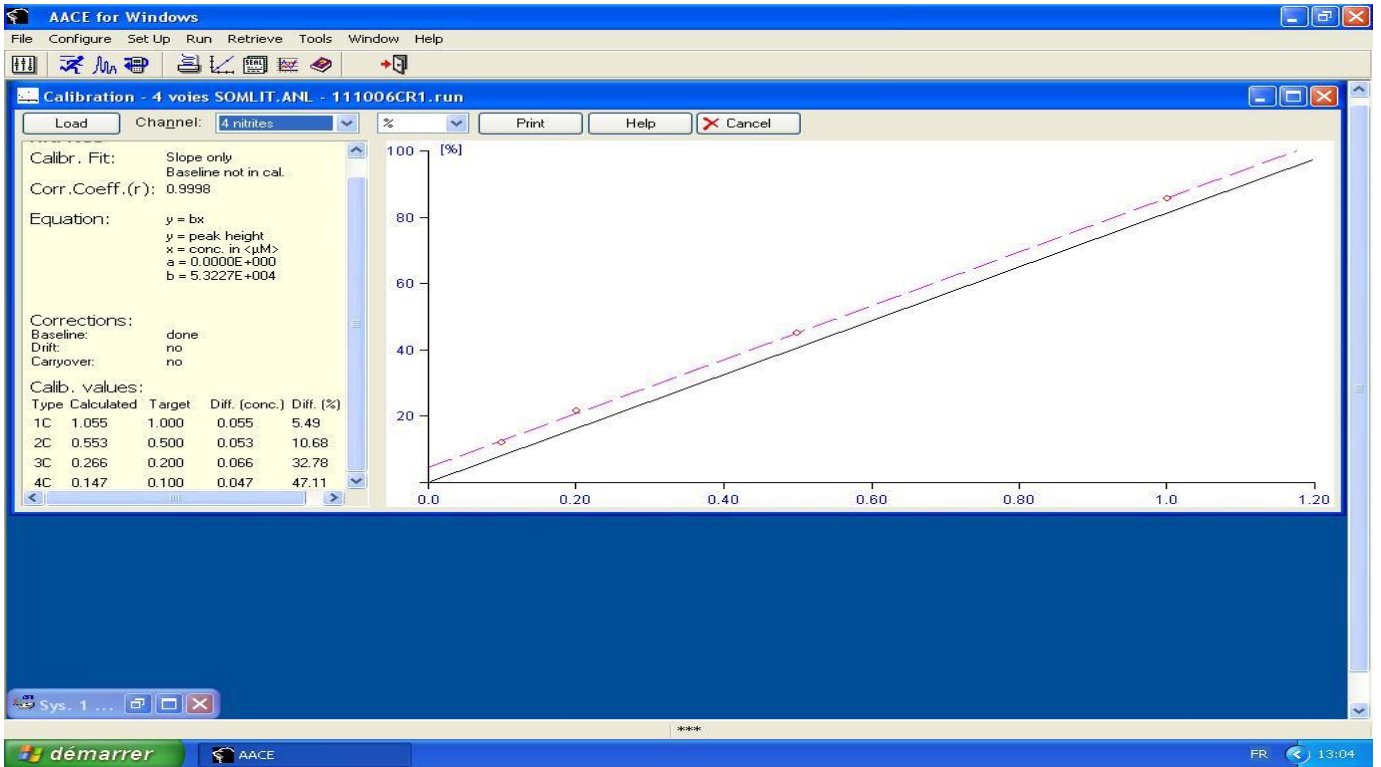 AACE for Windows
File Configure Set Up Run Retrieve Tools Window Help
Calibration - 4 voies SOMLIT.ANL - 111006CR1.run
Load Channel: 4 nitrites % Print Help Cancel
Calibr. Fit: Slope only
Baseline not in cal.
Corr.Coeff.(r): 0.9998
Equation: y = bx
y = peak height
x = conc. in <µM>
a = 0.0000E+000
b = 5.3227E+004
Corrections:
Baseline: done
Drift: no
Carryover: no
Calib. values:
Type Calculated Target Diff. (conc.) Diff. (%)
1C 1.055 1.000 0.055 5.49
2C 0.553 0.500 0.053 10.68
3C 0.266 0.200 0.066 32.78
4C 0.147 0.100 0.047 47.11
100 [%]
80
60
40
20
0.0 0.20 0.40 0.60 0.80 1.0 1.20
Sys. 1 ...
***
démarrer AACE FR 13:04